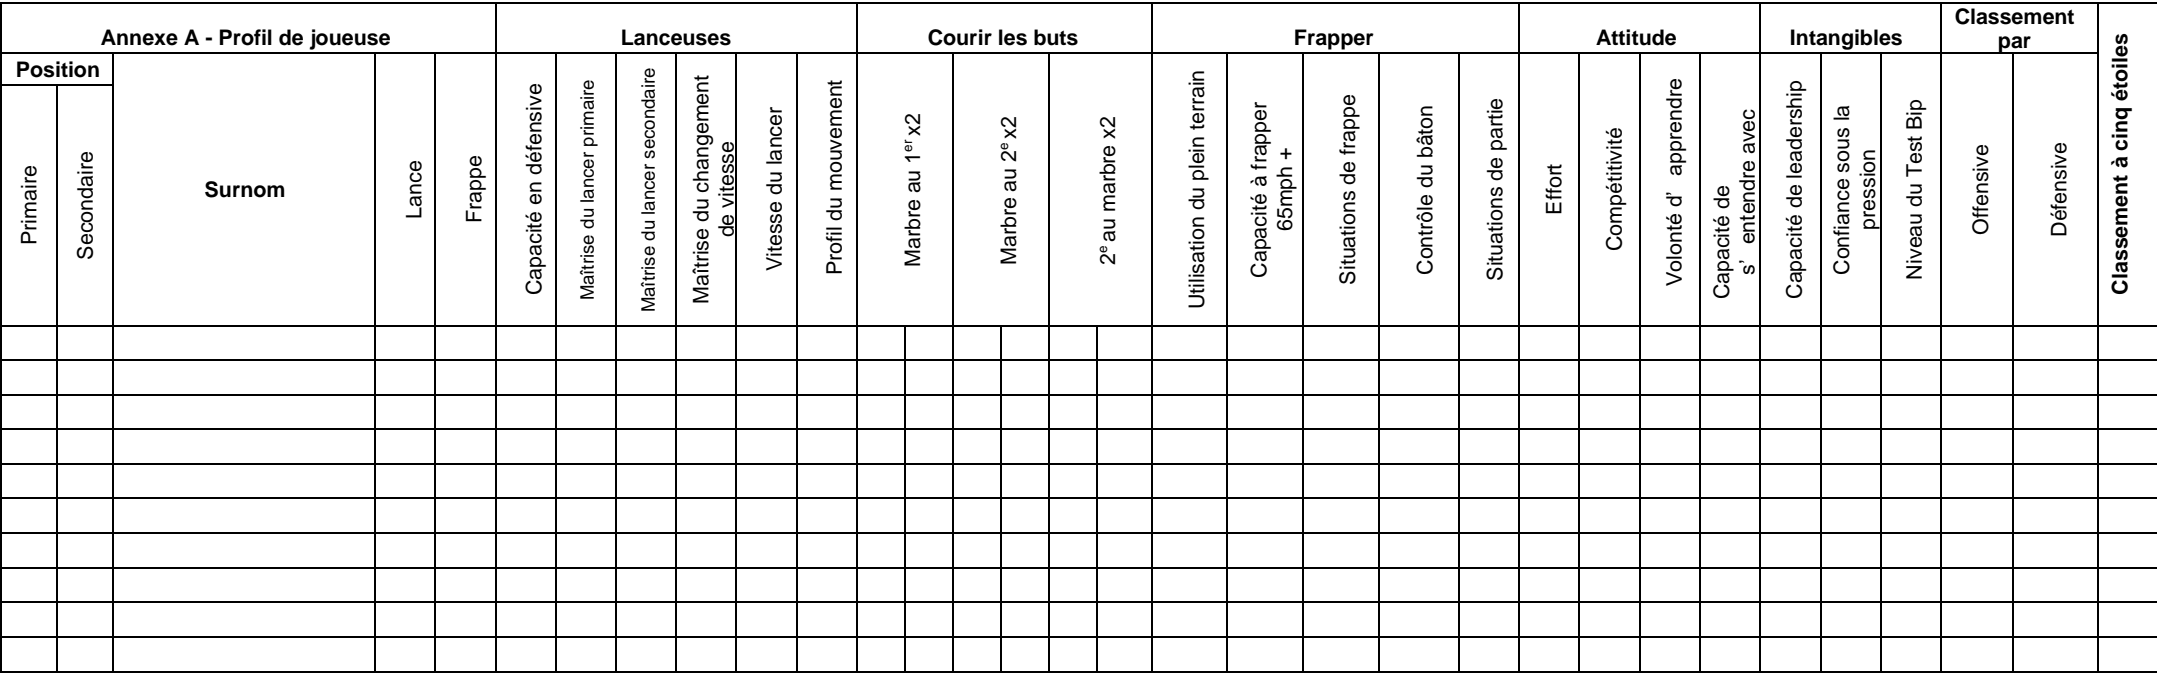 Annexe A - Profil de joueuse
Lanceuses
Courir les buts
Frapper
Attitude
Intangibles
Classement
par
Classement à cinq étoiles
Position
Primaire
Secondaire
Surnom
Lance
Frappe
Capacité en défensive
Maîtrise du lancer primaire
Maîtrise du lancer secondaire
Maîtrise du changement
de vitesse
Vitesse du lancer
Profil du mouvement
Marbre au 1er x2
Marbre au 2e x2
2e au marbre x2
Utilisation du plein terrain
Capacité à frapper
65mph +
Situations de frappe
Contrôle du bâton
Situations de partie
Effort
Compétitivité
Volonté d’ apprendre
Capacité de
s’ entendre avec
Capacité de leadership
Confiance sous la
pression
Niveau du Test Bip
Offensive
Défensive